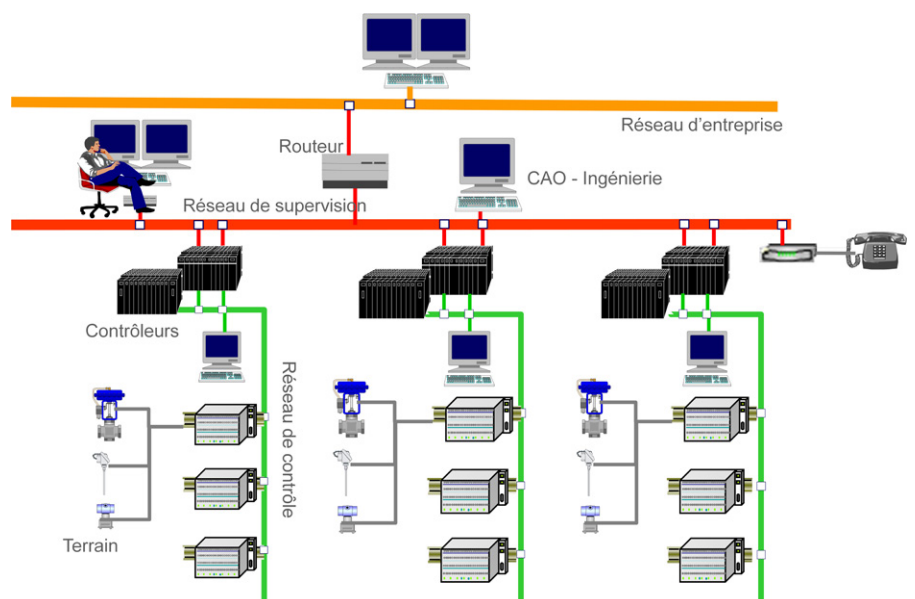 Réseau d'entreprise
Routeur
CAO - Ingénierie
Réseau de supervision
Contrôleurs
Réseau de contrôle
Terrain